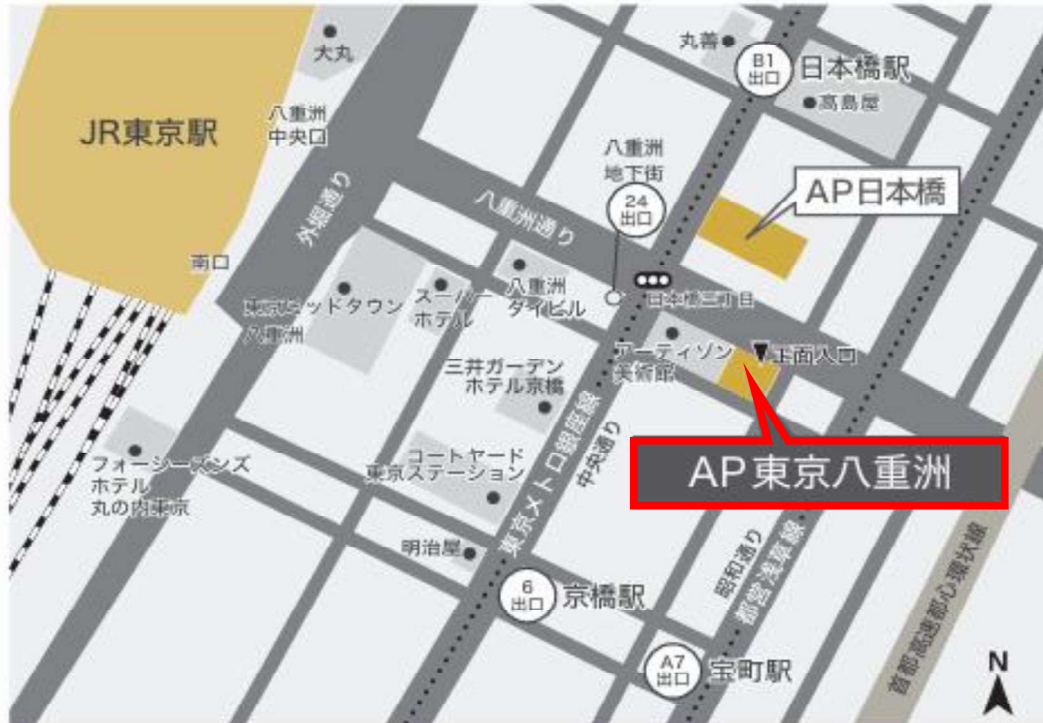 大丸
丸善
B1
出口
日本橋駅
高島屋
JR東京駅
八重洲
中央口
八重洲
地下街
24
出口
AP日本橋
外堀通り
八重洲通り
南口
東京ミッドタウン
八重洲
スーパー
ホテル
八重洲
ダイビル
日本橋三丁目
アーティゾン
美術館
正面入口
三井ガーデン
ホテル京橋
東京メトロ銀座線
中央通り
AP東京八重洲
フォーシーズンズ
ホテル
丸の内東京
コートヤード
東京ステーション
明治屋
6
出口
京橋駅
昭和通り
都営浅草線
首都高速都心環状線
A7
出口
宝町駅
N